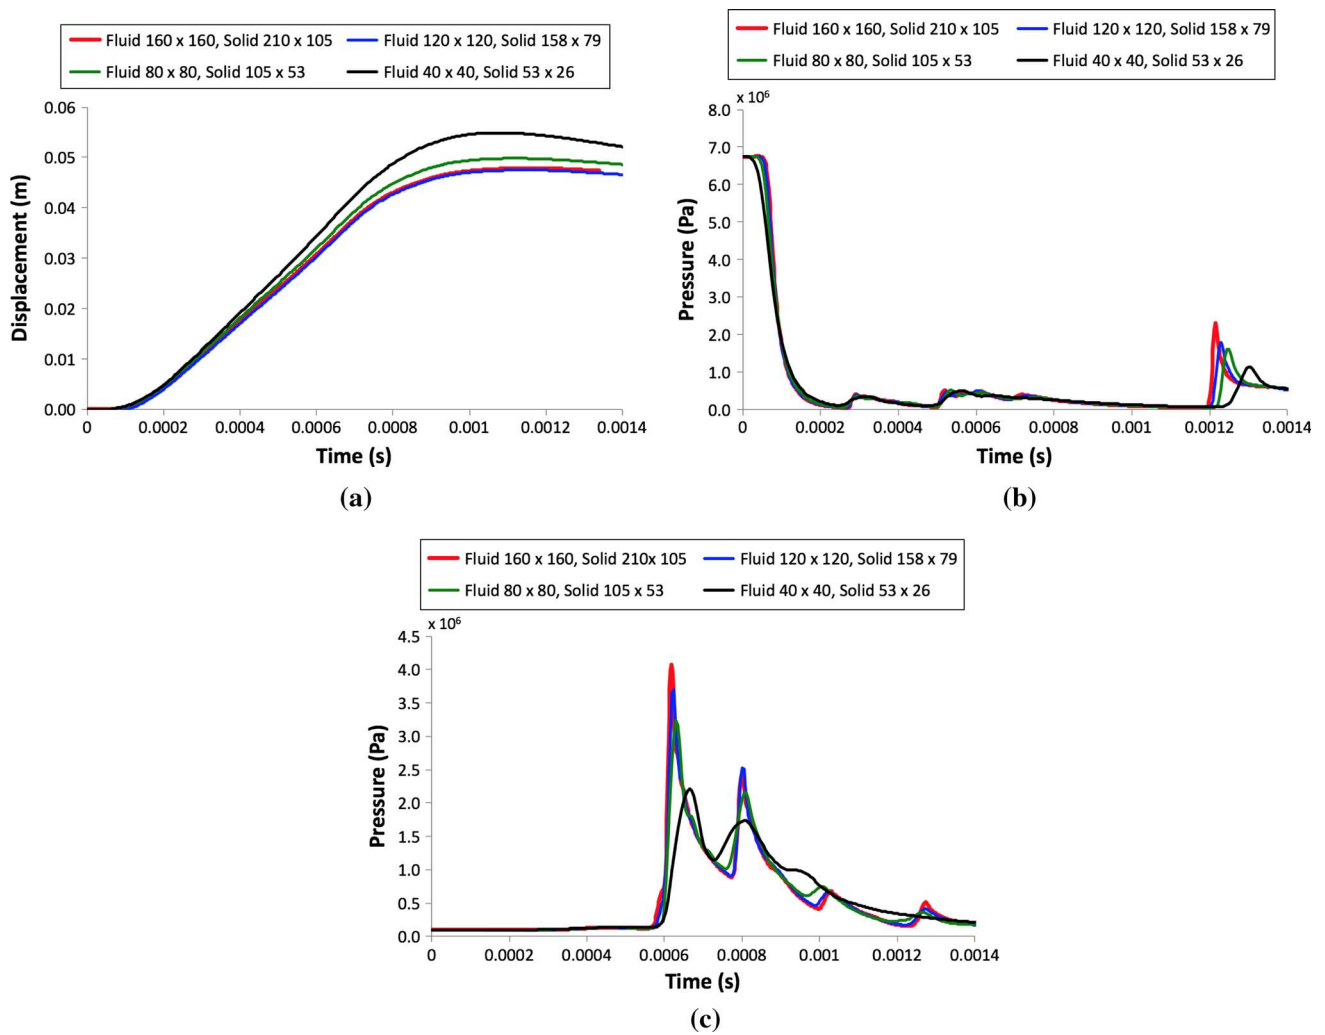 Fluid 160 x 160, Solid 210 x 105 Fluid 120 x 120, Solid 158 x 79
Fluid 80 x 80, Solid 105 x 53 Fluid 40 x 40, Solid 53 x 26
0.06
0.05
0.04
0.03
0.02
0.01
0.00
Displacement (m)
0 0.0002 0.0004 0.0006 0.0008 0.001 0.0012 0.0014
Time (s)
(a)
Fluid 160 x 160, Solid 210 x 105 Fluid 120 x 120, Solid 158 x 79
Fluid 80 x 80, Solid 105 x 53 Fluid 40 x 40, Solid 53 x 26
x 10⁶
8.0
7.0
6.0
5.0
4.0
3.0
2.0
1.0
0.0
Pressure (Pa)
0 0.0002 0.0004 0.0006 0.0008 0.001 0.0012 0.0014
Time (s)
(b)
Fluid 160 x 160, Solid 210x 105 Fluid 120 x 120, Solid 158 x 79
Fluid 80 x 80, Solid 105 x 53 Fluid 40 x 40, Solid 53 x 26
x 10⁶
4.5
4.0
3.5
3.0
2.5
2.0
1.5
1.0
0.5
0.0
Pressure (Pa)
0 0.0002 0.0004 0.0006 0.0008 0.001 0.0012 0.0014
Time (s)
(c)